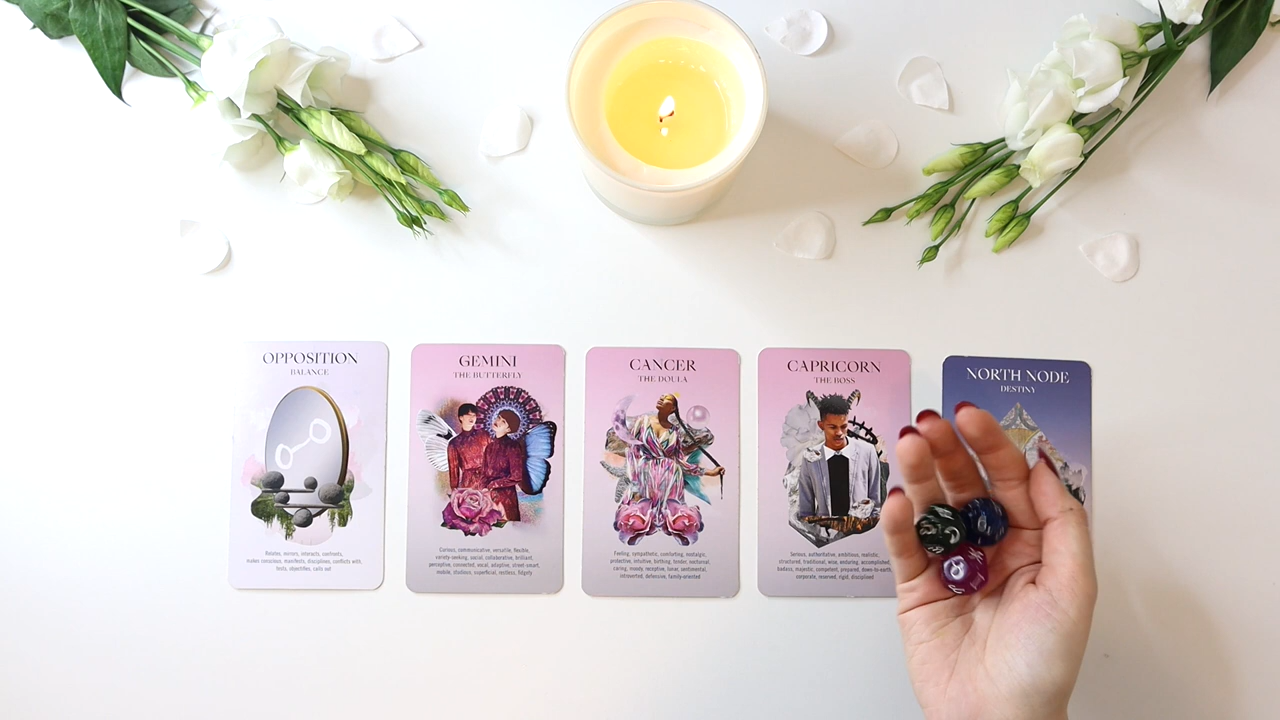 OPPOSITION
BALANCE
Relates, mirrors, interacts, confronts,
makes conscious, manifests, disciplines, conflicts with,
tests, objectifies, calls out
GEMINI
THE BUTTERFLY
Curious, communicative, versatile, flexible,
variety-seeking, social, collaborative, brilliant,
perceptive, connected, vocal, adaptive, street-smart,
mobile, studious, superficial, restless, fidgety
CANCER
THE DOULA
Feeling, sympathetic, comforting, nostalgic,
protective, intuitive, birthing, tender, nocturnal,
caring, moody, receptive, lunar, sentimental,
introverted, defensive, family-oriented
CAPRICORN
THE BOSS
Serious, authoritative, ambitious, realistic,
structured, traditional, wise, enduring, accomplished,
badass, majestic, competent, prepared, down-to-earth,
corporate, reserved, rigid, disciplined
NORTH NODE
DESTINY